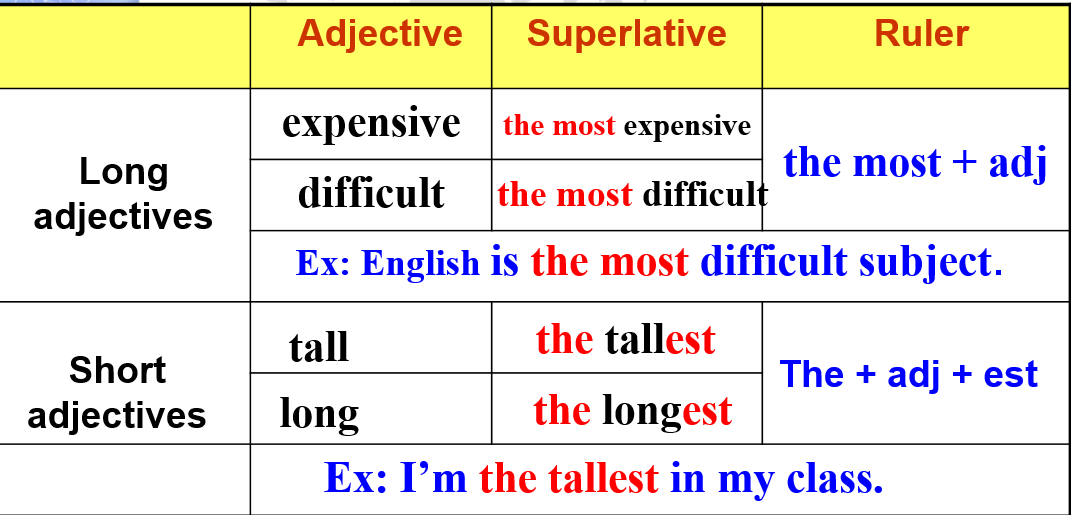 Adjective Superlative Ruler
Long
adjectives
expensive the most expensive
difficult the most difficult
the most + adj
Ex: English is the most difficult subject.
Short
adjectives
tall the tallest
long the longest
The + adj + est
Ex: I’m the tallest in my class.